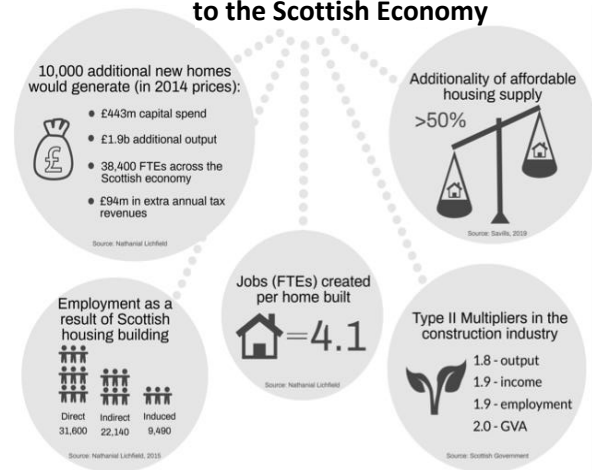 to the Scottish Economy
10,000 additional new homes
would generate (in 2014 prices):
£
• £443m capital spend
• £1.9b additional output
• 38,400 FTEs across the
Scottish economy
• £94m in extra annual tax
revenues
Source: Nathanial Lichfield
Additionality of affordable
housing supply
>50%
Source: Savills, 2019
Jobs (FTEs) created
per home built
=4.1
Source: Nathanial Lichfield
Employment as a
result of Scottish
housing building
Direct Indirect Induced
31,600 22,140 9,490
Source: Nathanial Lichfield, 2015
Type II Multipliers in the
construction industry
1.8 - output
1.9 - income
1.9 - employment
2.0 - GVA
Source: Scottish Government